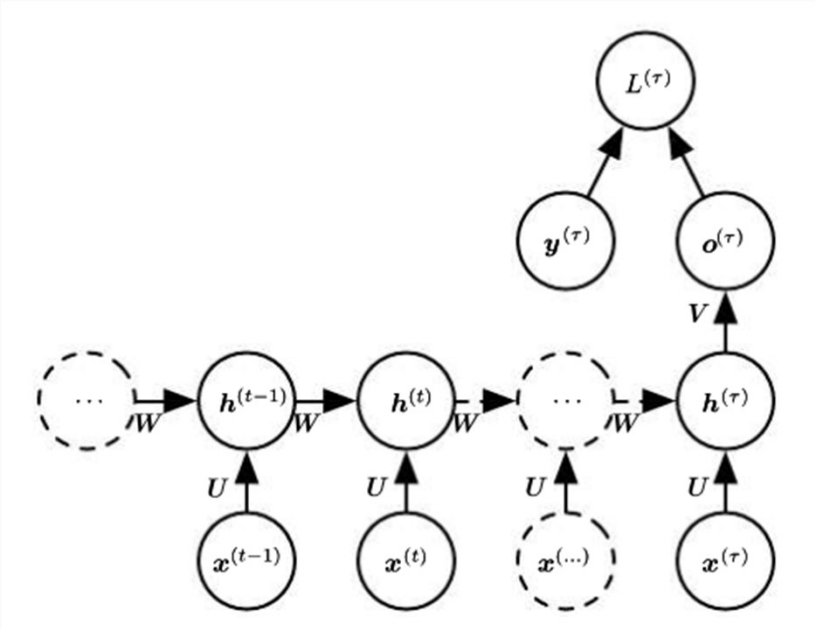 L(τ)
y(τ) o(τ)
V
... h(t−1) h(t) ... h(τ)
W W W W
U U U U
x(t−1) x(t) x(...) x(τ)